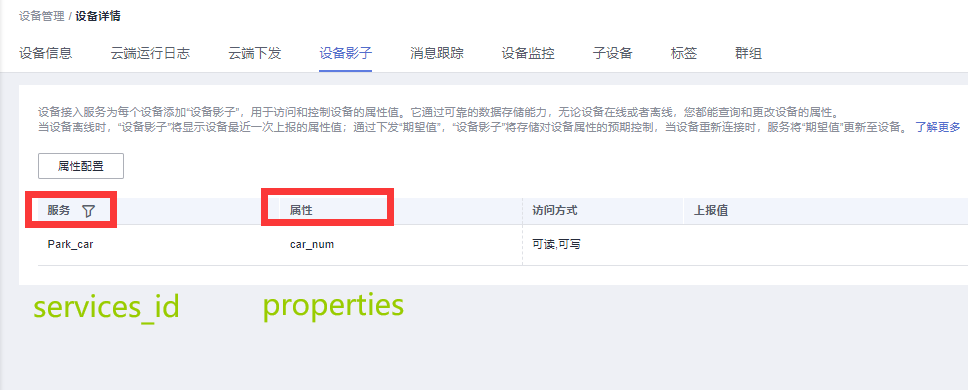 设备管理 / 设备详情
设备信息 云端运行日志 云端下发 设备影子 消息跟踪 设备监控 子设备 标签 群组
设备接入服务为每个设备添加“设备影子”，用于访问和控制设备的属性值。它通过可靠的数据存储能力，无论设备在线或者离线，您都能查询和更改设备的属性。
当设备离线时，“设备影子”将显示设备最近一次上报的属性值；通过下发“期望值”，“设备影子”将存储对设备属性的预期控制，当设备重新连接时，服务将“期望值”更新至设备。 了解更多
属性配置
服务 属性 访问方式 上报值
Park_car car_num 可读,可写
services_id properties